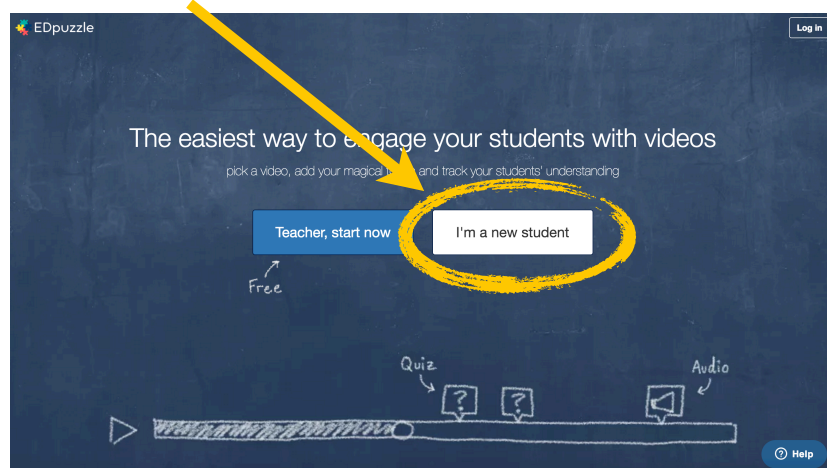 EDpuzzle
Log in
The easiest way to engage your students with videos
pick a video, add your magical and track your students' understanding
Teacher, start now
I'm a new student
Free
Quiz
Audio
?
?
? Help